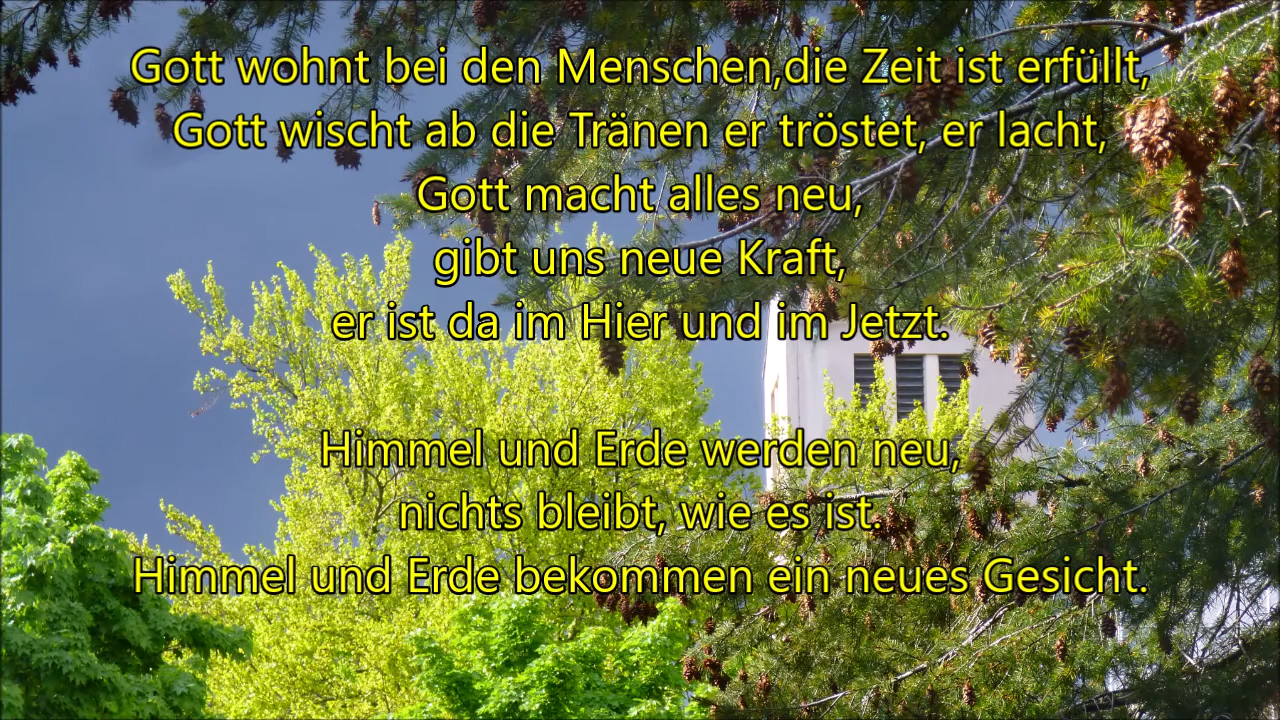 Gott wohnt bei den Menschen,die Zeit ist erfüllt,
Gott wischt ab die Tränen er tröstet, er lacht,
Gott macht alles neu,
gibt uns neue Kraft,
er ist da im Hier und im Jetzt.
Himmel und Erde werden neu,
nichts bleibt, wie es ist.
Himmel und Erde bekommen ein neues Gesicht.